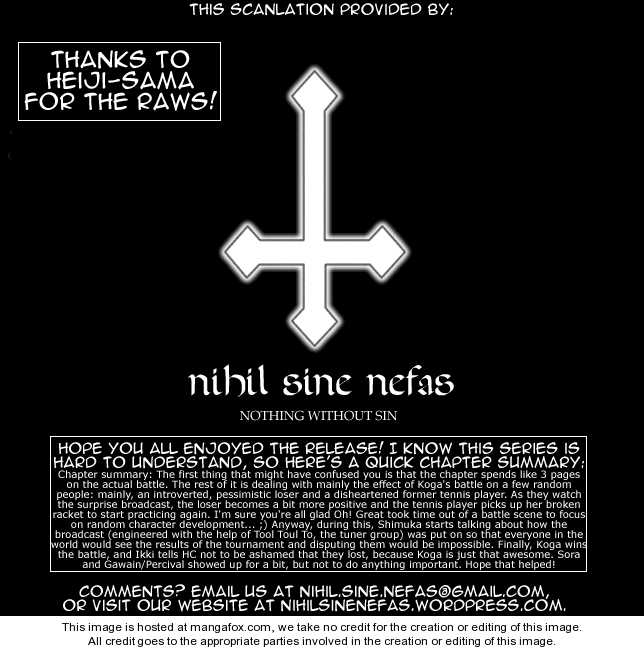 THIS SCANLATION PROVIDED BY:
THANKS TO
HEIJI-SAMA
FOR THE RAWS!
nihil sine nefas
NOTHING WITHOUT SIN
HOPE YOU ALL ENJOYED THE RELEASE! I KNOW THIS SERIES IS
HARD TO UNDERSTAND, SO HERE'S A QUICK CHAPTER SUMMARY:
Chapter summary: The first thing that might have confused you is that the chapter spends like 3 pages
on the actual battle. The rest of it is dealing with mainly the effect of Koga's battle on a few random
people: mainly, an introverted, pessimistic loser and a disheartened former tennis player. As they watch
the surprise broadcast, the loser becomes a bit more positive and the tennis player picks up her broken
racket to start practicing again. I'm sure you're all glad Oh! Great took time out of a battle scene to focus
on random character development... ;) Anyway, during this, Shimuka starts talking about how the
broadcast (engineered with the help of Tool Toul To, the tuner group) was put on so that everyone in the
world would see the results of the tournament and disputing them would be impossible. Finally, Koga wins
the battle, and Ikki tells HC not to be ashamed that they lost, because Koga is just that awesome. Sora
and Gawain/Percival showed up for a bit, but not to do anything important. Hope that helped!
COMMENTS? EMAIL US AT NIHIL.SINE.NEFAS@GMAIL.COM,
OR VISIT OUR WEBSITE AT NIHILSINENEFAS.WORDPRESS.COM.
This image is hosted at mangafox.com, we take no credit for the creation or editing of this image.
All credit goes to the appropriate parties involved in the creation or editing of this image.